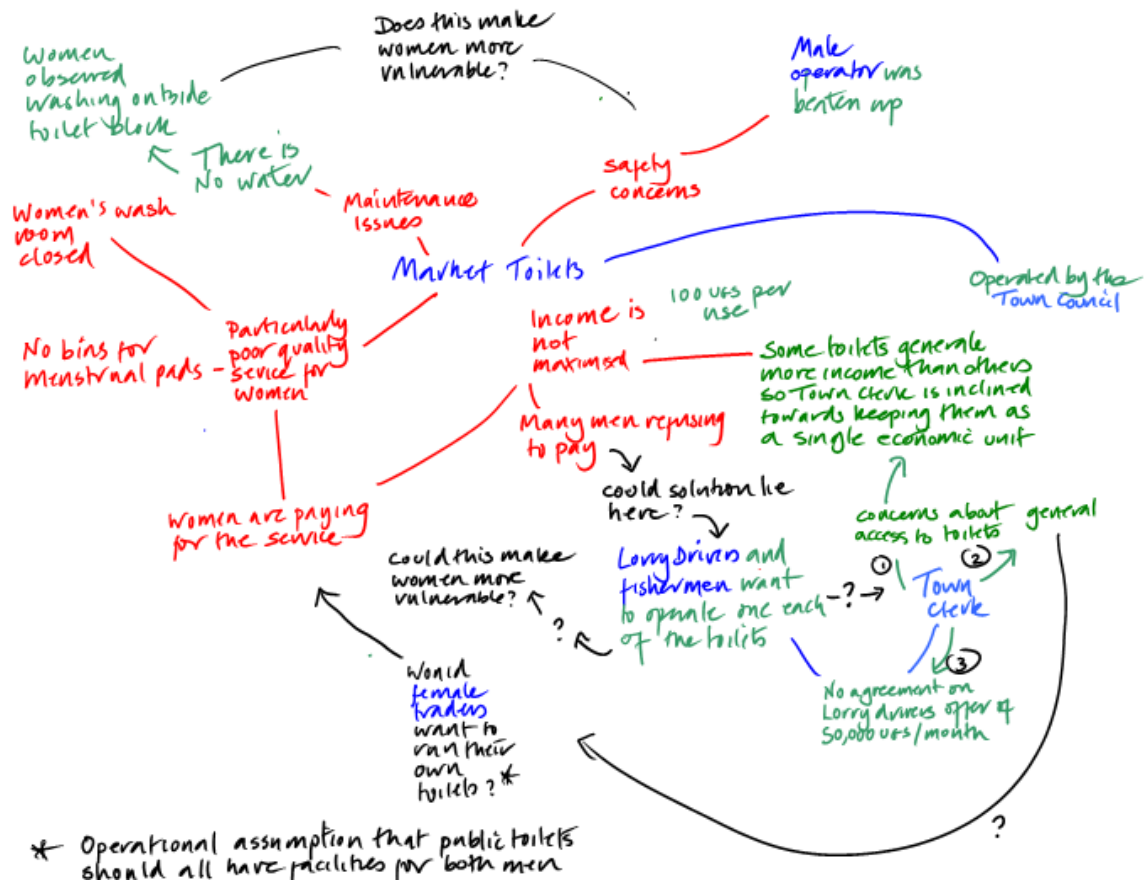 Does this make
women more
vulnerable?
Women
observed
washing outside
toilet block
Male
operator was
beaten up
There is
No water
Safety
concerns
Maintenance
Issues
Women's wash
room
closed
Market Toilets
Operated by the
Town Council
100 UGS per
use
Income is
not
maximised
Particularly
poor quality
sevice for
women
No bins for
menstrual pads
Some toilets generate
more income than others
so Town Clerk is inclined
towards keeping them as
a single economic unit
Many men refusing
to pay
could solution lie
here?
Women are paying
for the service
concerns about general
access to toilets
Could this make
women more
vulnerable?
Lorry Drivers and
fishermen want
to operate one each
of the toilets
-?→
1
2
Town
Clerk
3
?
No agreement on
Lorry drivers offer of
50,000 UGS/month
Would
female
traders
want to
run their
own
toilets?*
?
* Operational assumption that public toilets
should all have facilities for both men